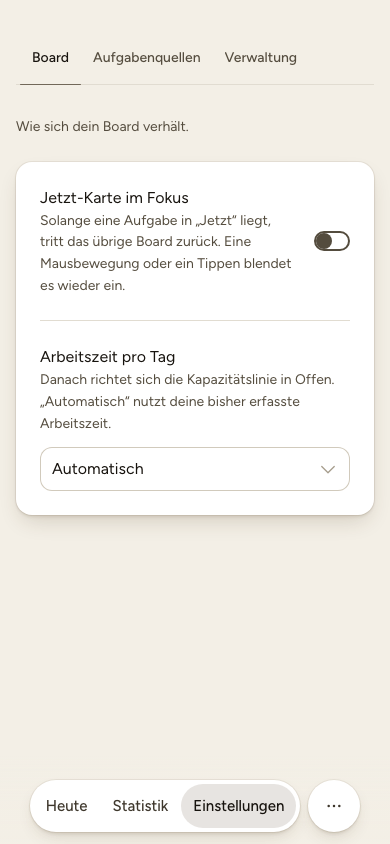 Board Aufgabenquellen Verwaltung
Wie sich dein Board verhält.
Jetzt-Karte im Fokus
Solange eine Aufgabe in „Jetzt“ liegt,
tritt das übrige Board zurück. Eine
Mausbewegung oder ein Tippen blendet
es wieder ein.
Arbeitszeit pro Tag
Danach richtet sich die Kapazitätslinie in Offen.
„Automatisch“ nutzt deine bisher erfasste
Arbeitszeit.
Automatisch
Heute Statistik Einstellungen ...